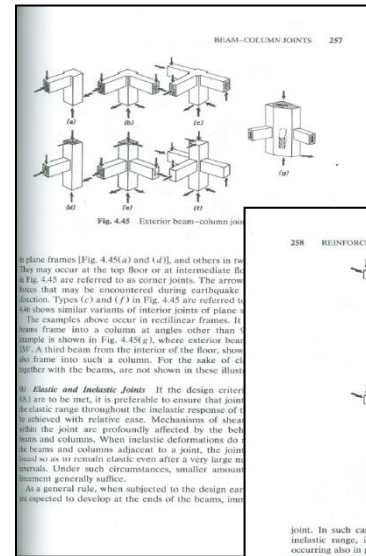 BEAM–COLUMN JOINTS 257
(a) (b) (c)
(g)
(d) (e) (f)
Fig. 4.45 Exterior beam–column join
in plane frames [Fig. 4.45(a) and (d)], and others in tw
They may occur at the top floor or at intermediate flo
in Fig. 4.45 are referred to as corner joints. The arrow
forces that may be encountered during earthquake
direction. Types (c) and (f) in Fig. 4.45 are referred to
4.46 shows similar variants of interior joints of plane s
The examples above occur in rectilinear frames. It
beams frame into a column at angles other than
example is shown in Fig. 4.45(g), where exterior bear
135°. A third beam from the interior of the floor, show
also frame into such a column. For the sake of cl
together with the beams, are not shown in these illustr
(b) Elastic and Inelastic Joints If the design criteri
4.8.1 are to be met, it is preferable to ensure that joint
the elastic range throughout the inelastic response of t
be achieved with relative ease. Mechanisms of shear
within the joint are profoundly affected by the beh
beams and columns. When inelastic deformations do
the beams and columns adjacent to a joint, the joint
so as to remain elastic even after a very large
reversals. Under such circumstances, smaller amount
generally suffice.
As a general rule, when subjected to the design ear
are expected to develop at the ends of the beams, imm
258 REINFORC
joint. In such cas
inelastic range, i
occurring also in p